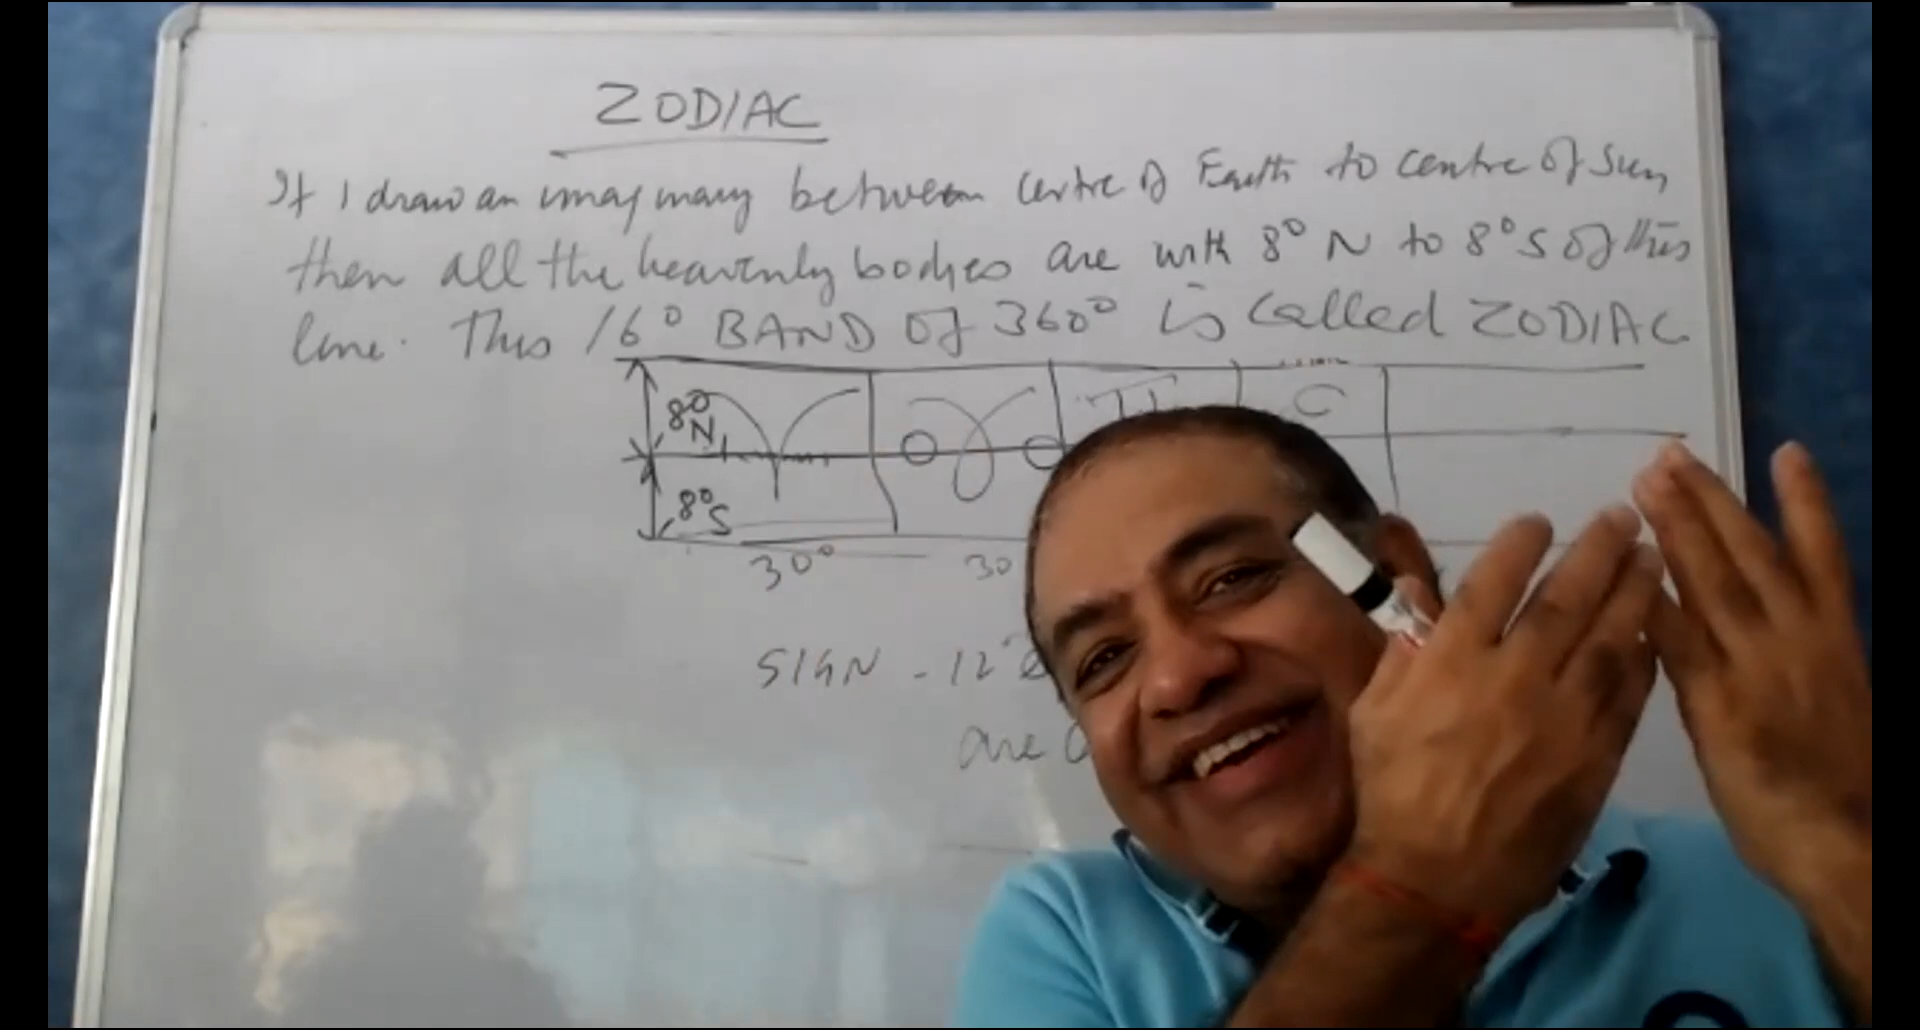 ZODIAC
If I draw an imaginary between centre of Earth to centre of Sun,
then all the heavenly bodies are with 8° N to 8° S of this
line. This 16° BAND of 360° is called ZODIAC
8°
N
8°S
30° 30
SIGN - 12
are